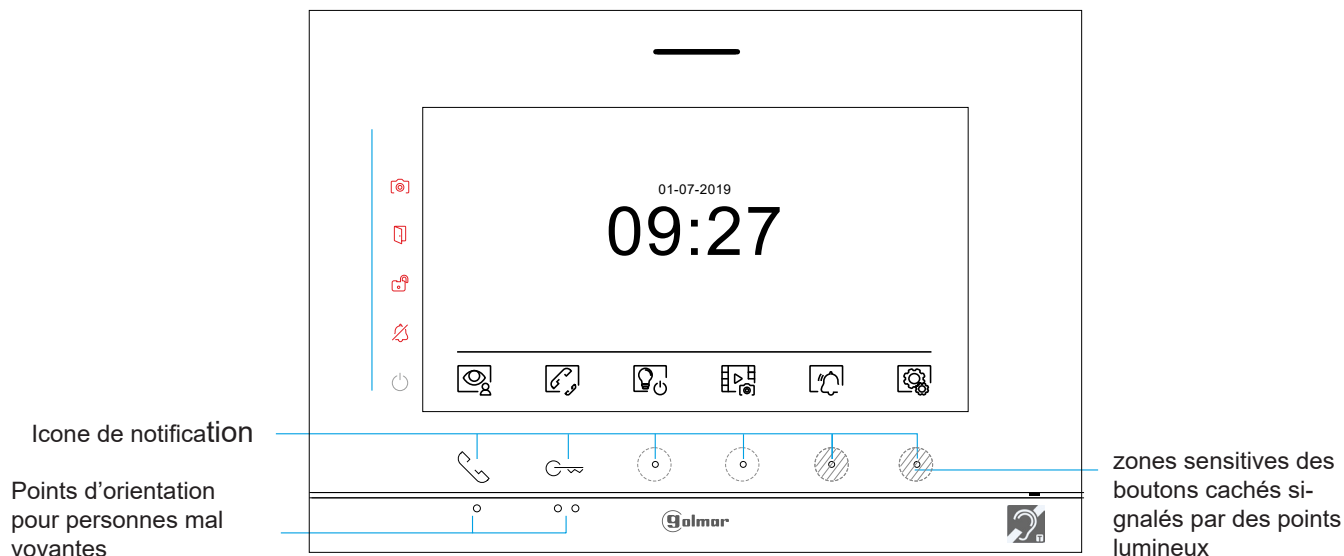 01-07-2019
09:27
Icone de notification
Points d’orientation
pour personnes mal
voyantes
zones sensitives des
boutons cachés si-
gnalés par des points
lumineux
golmar
T